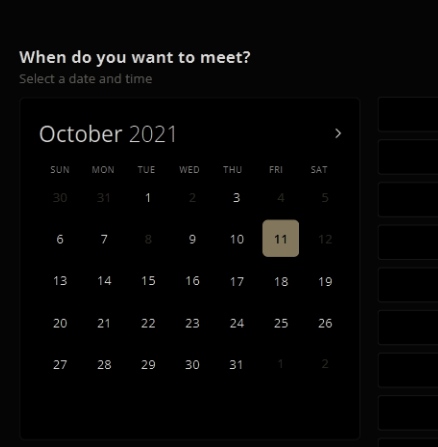 When do you want to meet?
Select a date and time
October 2021 >
SUN MON TUE WED THU FRI SAT
30 31 1 2 3 4 5
6 7 8 9 10 11 12
13 14 15 16 17 18 19
20 21 22 23 24 25 26
27 28 29 30 31 1 2